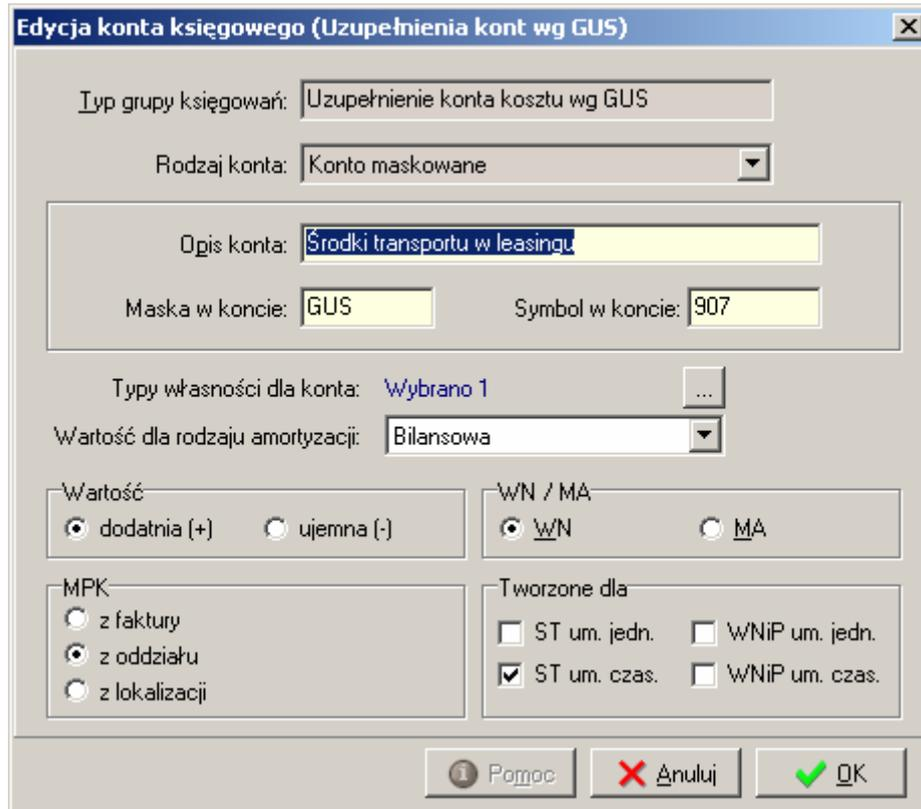 Edycja konta księgowego (Uzupełnienia kont wg GUS)
Typ grupy księgowań: Uzupełnienie konta kosztu wg GUS
Rodzaj konta: Konto maskowane
Opis konta: Środki transportu w leasingu
Maska w koncie: GUS Symbol w koncie: 907
Typy własności dla konta: Wybrano 1 ...
Wartość dla rodzaju amortyzacji: Bilansowa
Wartość WN / MA
dodatnia (+) ujemna (-) WN MA
MPK Tworzone dla
z faktury ST um. jedn. WNiP um. jedn.
z oddziału ST um. czas. WNiP um. czas.
z lokalizacji
Pomoc Anuluj OK